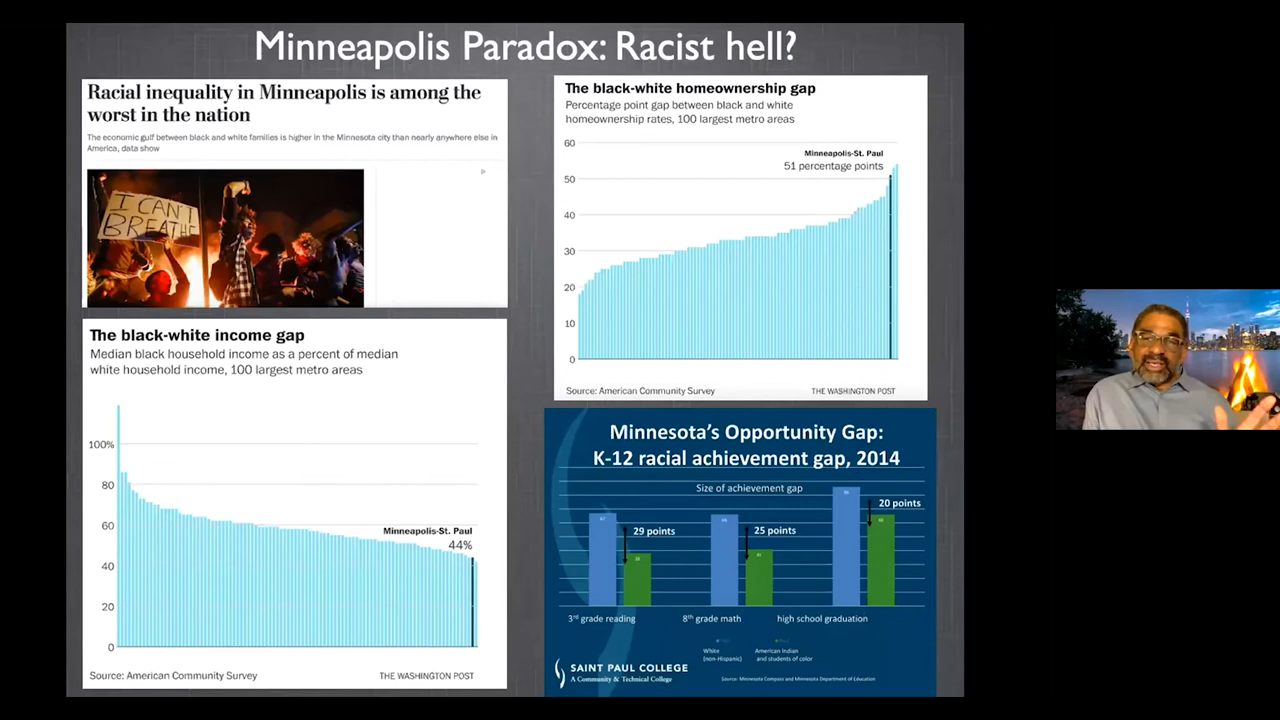 Minneapolis Paradox: Racist hell?
Racial inequality in Minneapolis is among the
worst in the nation
The economic gulf between black and white families is higher in the Minnesota city than nearly anywhere else in
America, data show
I CAN'T
BREATHE
The black-white income gap
Median black household income as a percent of median
white household income, 100 largest metro areas
100%
80
60
40
20
0
Minneapolis-St. Paul
44%
Source: American Community Survey
THE WASHINGTON POST
The black-white homeownership gap
Percentage point gap between black and white
homeownership rates, 100 largest metro areas
60
50
40
30
20
10
0
Minneapolis-St. Paul
51 percentage points
Source: American Community Survey
THE WASHINGTON POST
Minnesota's Opportunity Gap:
K-12 racial achievement gap, 2014
Size of achievement gap
29 points
25 points
20 points
3rd grade reading
8th grade math
high school graduation
White
(non-Hispanic)
American Indian
and students of color
SAINT PAUL COLLEGE
A Community & Technical College
Source: Minnesota Compass and Minnesota Department of Education